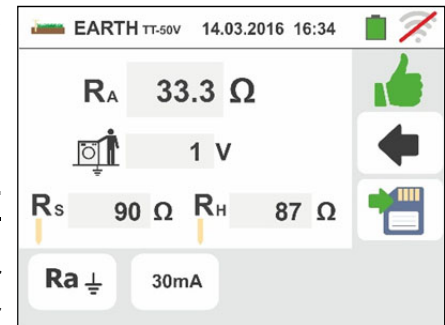 EARTH TT-50V 14.03.2016 16:34
RA 33.3 Ω
1 V
RS 90 Ω RH 87 Ω
Ra 30mA